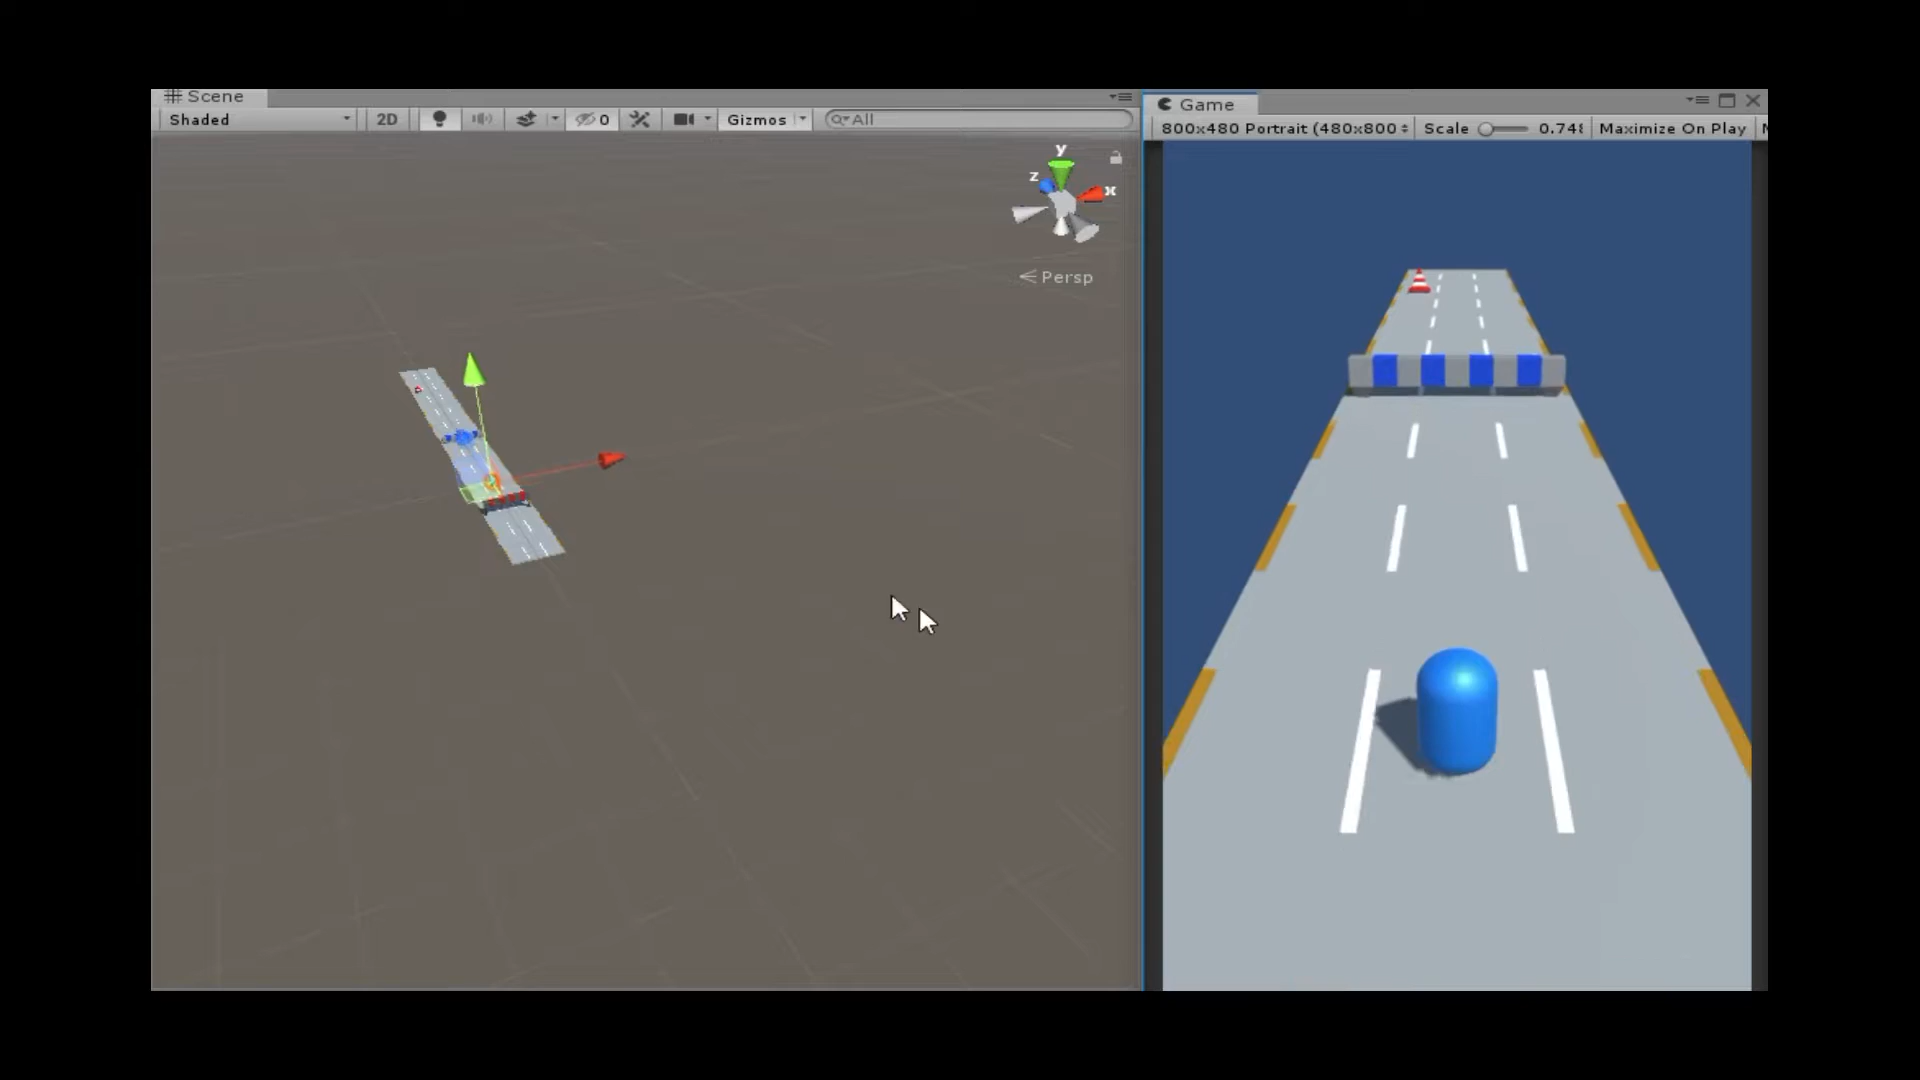 Scene
Shaded
2D
0
Gizmos
All
y
z
x
Persp
Game
800x480 Portrait (480x800
Scale
0.74
Maximize On Play